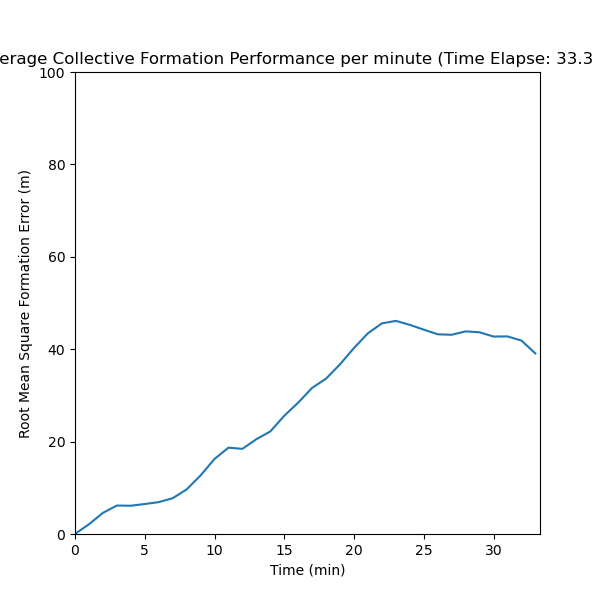 erage Collective Formation Performance per minute (Time Elapse: 33.3
100
80
60
40
20
0
Root Mean Square Formation Error (m)
0 5 10 15 20 25 30
Time (min)